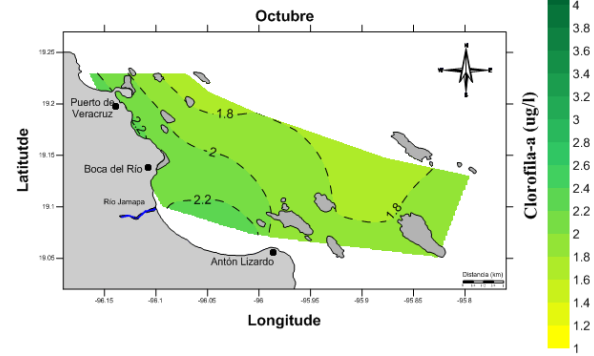 Octubre
N
W
E
S
19.25
19.2
19.15
19.1
19.05
Latitutde
Puerto de
Veracruz
Boca del Río
Río Jamapa
Antón Lizardo
1.8
2
2.2
2.2
1.8
Distancia (km)
-96.15
-96.1
-96.05
-96
-95.95
-95.9
-95.85
-95.8
Longitude
Clorofila-a (ug/l)
4
3.8
3.6
3.4
3.2
3
2.8
2.6
2.4
2.2
2
1.8
1.6
1.4
1.2
1